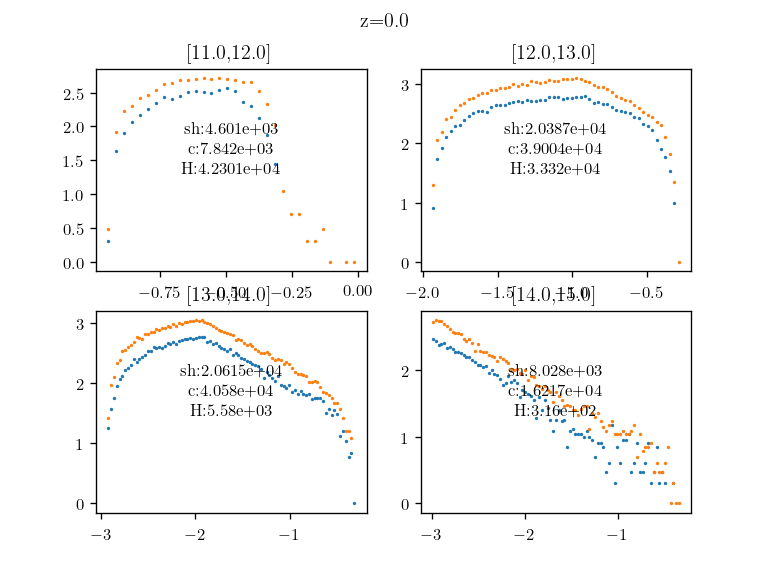 z=0.0
[11.0,12.0]
[12.0,13.0]
2.5
2.0
1.5
1.0
0.5
0.0
sh:4.601e+03
c:7.842e+03
H:4.2301e+04
−0.75
−0.50
−0.25
0.00
3
2
1
0
sh:2.0387e+04
c:3.9004e+04
H:3.332e+04
−2.0
−1.5
−1.0
−0.5
[13.0,14.0]
[14.0,15.0]
3
2
1
0
sh:2.0615e+04
c:4.058e+04
H:5.58e+03
−3
−2
−1
2
1
0
sh:8.028e+03
c:1.6217e+04
H:3.16e+02
−3
−2
−1